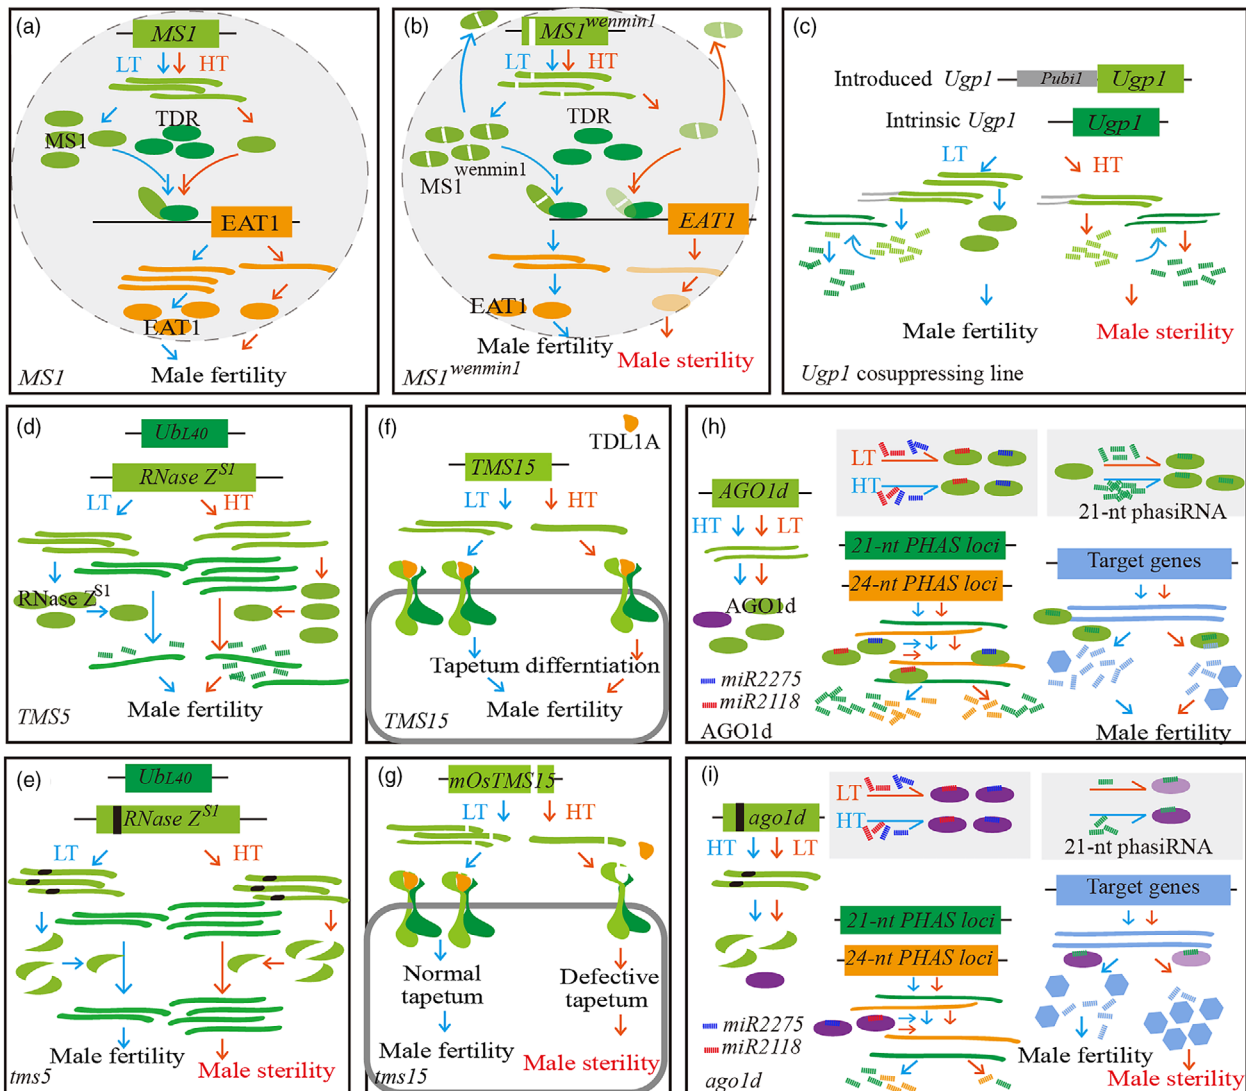 (a)
MS1
LT
HT
TDR
MS1
EAT1
EAT1
Male fertility
MS1
(b)
MS1wenmin1
LT
HT
TDR
MS1wenmin1
EAT1
EAT1
Male fertility
Male sterility
MS1wenmin1
(c)
Introduced Ugp1
Pubi1
Ugp1
Intrinsic Ugp1
Ugp1
LT
HT
Male fertility
Male sterility
Ugp1 cosuppressing line
(d)
UbL40
RNase ZS1
LT
HT
RNase ZS1
Male fertility
TMS5
(f)
TDL1A
TMS15
LT
HT
Tapetum differntiation
Male fertility
TMS15
(h)
AGO1d
HT
LT
AGO1d
miR2275
miR2118
AGO1d
LT
HT
21-nt phasiRNA
21-nt PHAS loci
24-nt PHAS loci
Target genes
Male fertility
(e)
UbL40
RNase ZS1
LT
HT
Male fertility
Male sterility
tms5
(g)
mOsTMS15
LT
HT
Normal
tapetum
Defective
tapetum
Male fertility
Male sterility
tms15
(i)
ago1d
HT
LT
miR2275
miR2118
ago1d
LT
HT
21-nt phasiRNA
21-nt PHAS loci
24-nt PHAS loci
Target genes
Male fertility
Male sterility